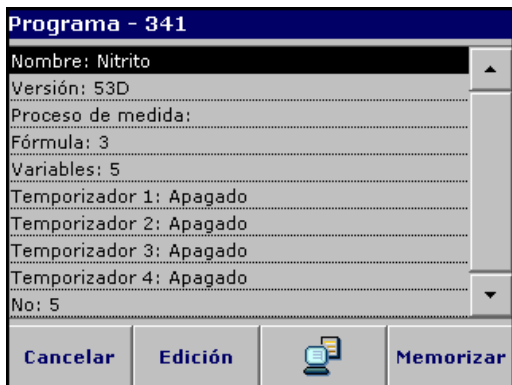 Programa - 341
Nombre: Nitrito
Versión: 53D
Proceso de medida:
Fórmula: 3
Variables: 5
Temporizador 1: Apagado
Temporizador 2: Apagado
Temporizador 3: Apagado
Temporizador 4: Apagado
No: 5
Cancelar Edición Memorizar